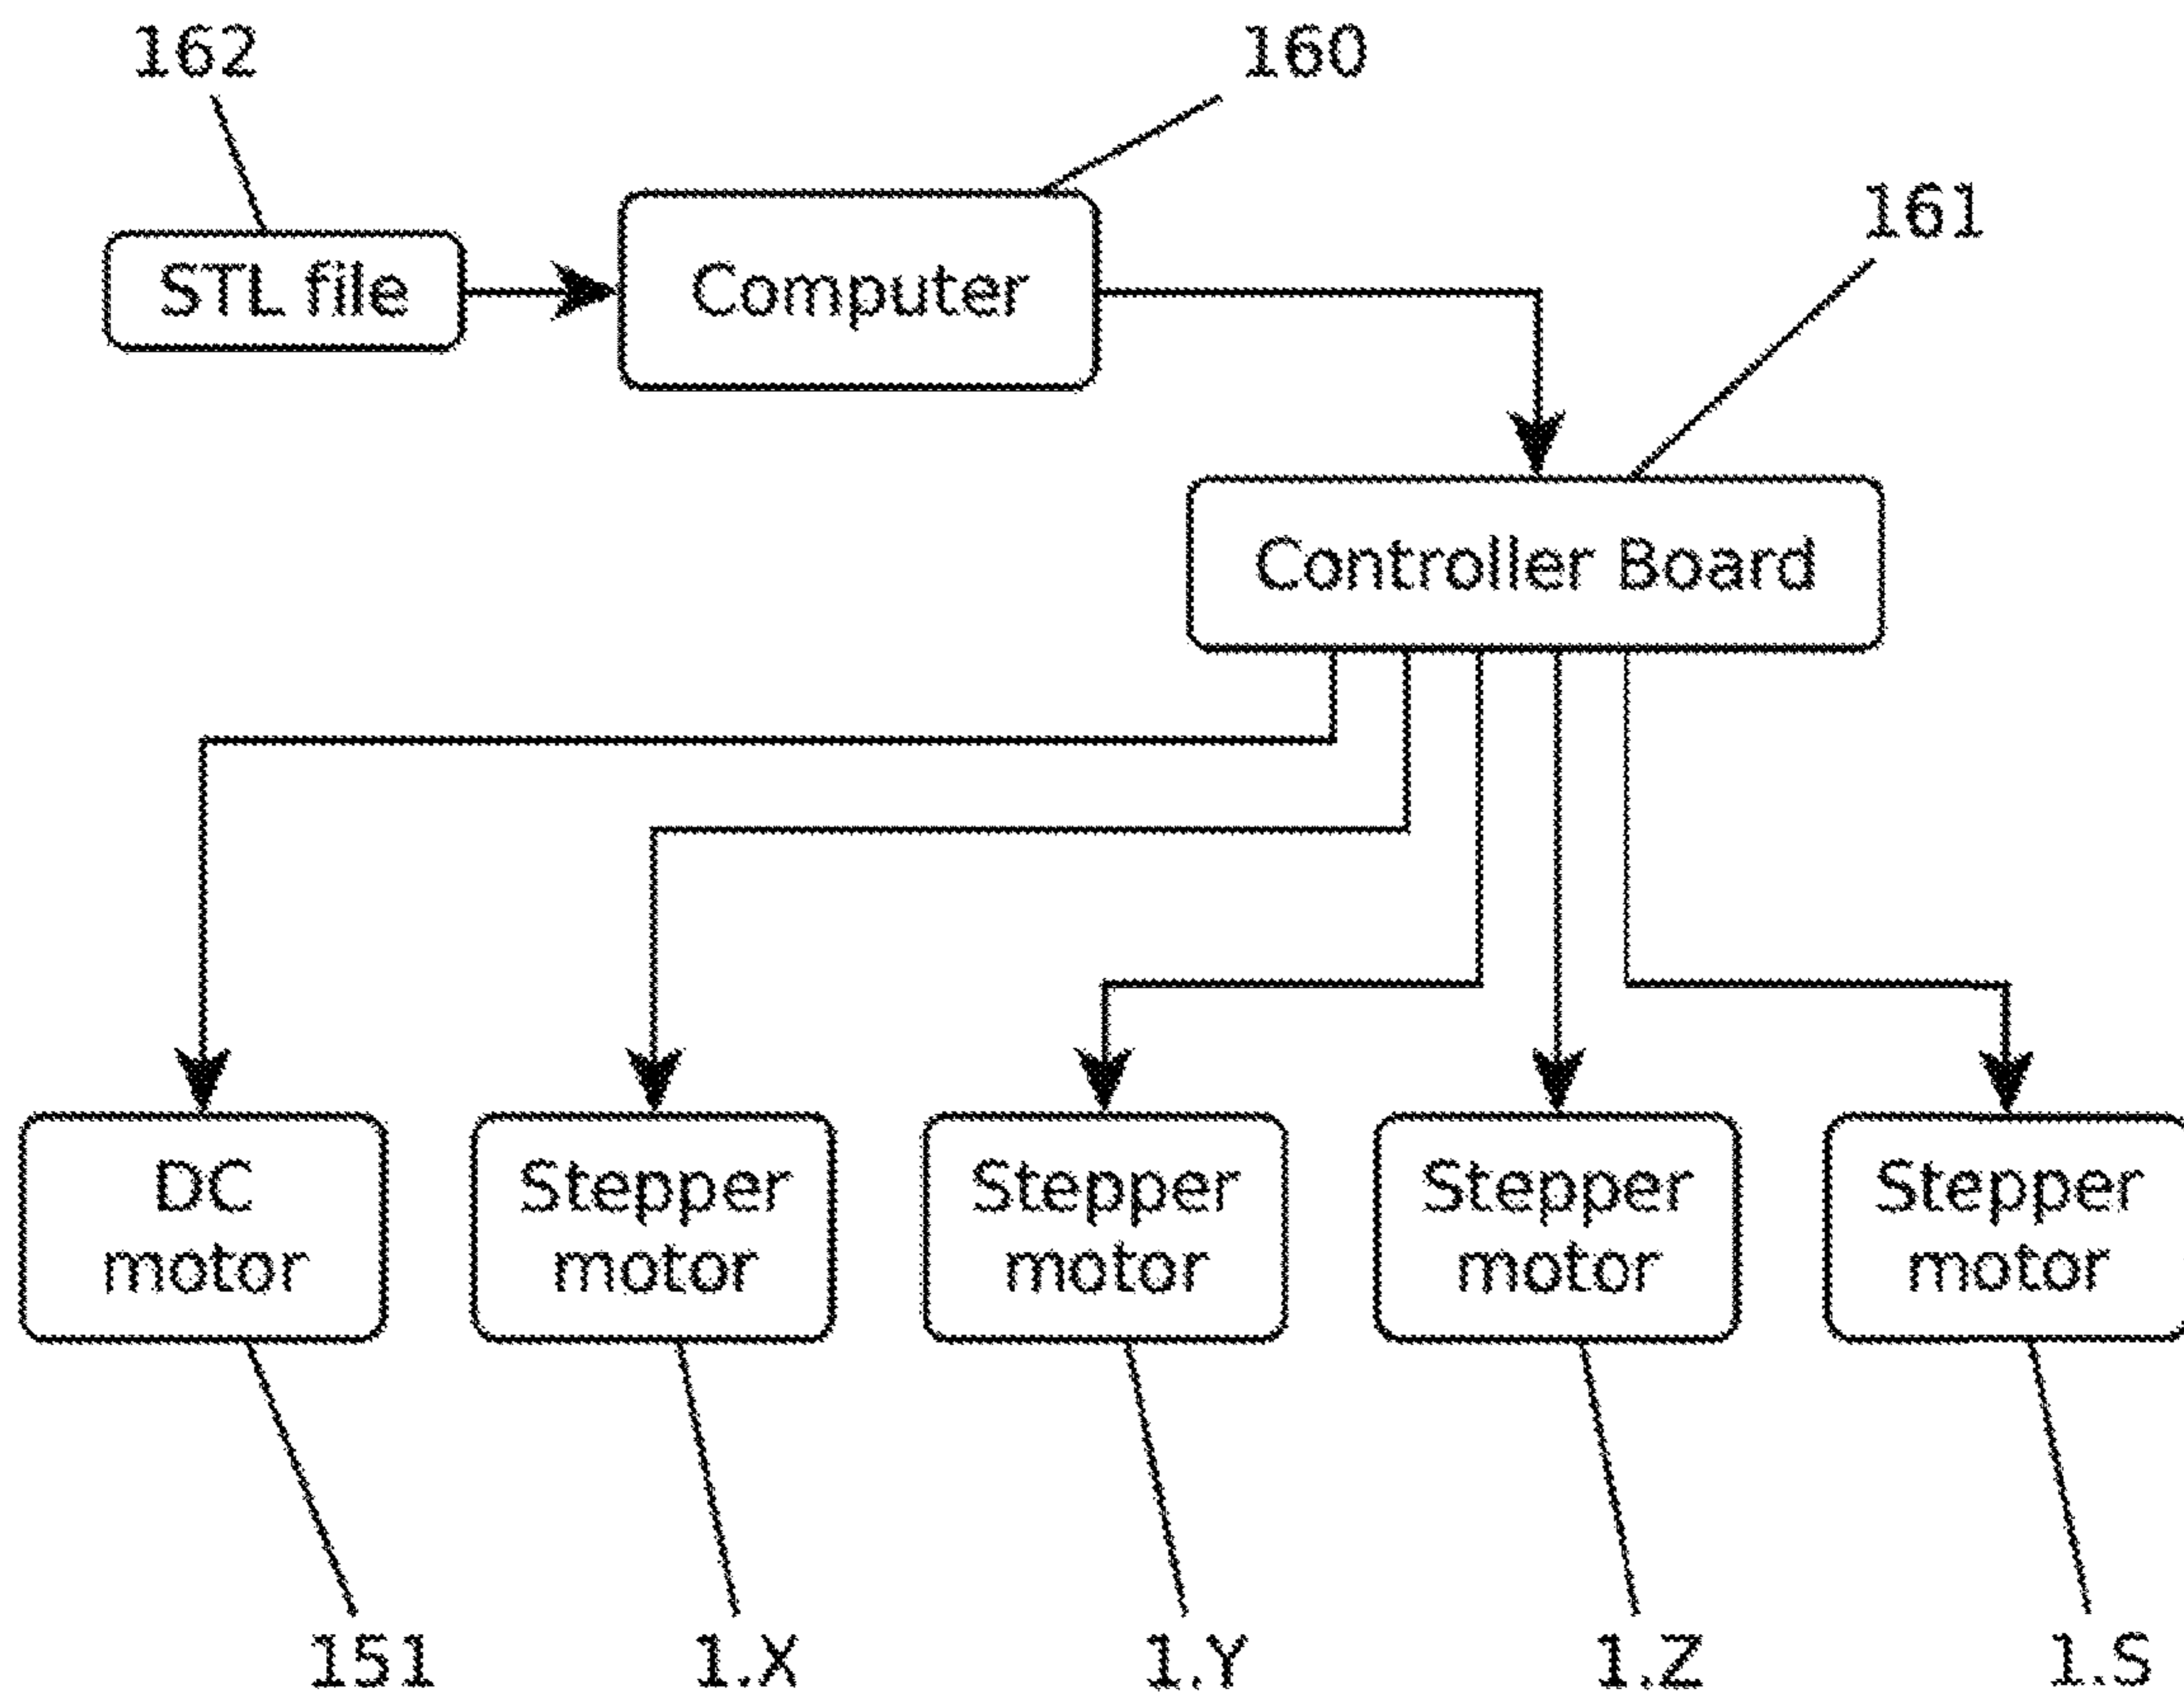 162
160
161
STL file
Computer
Controller Board
DC
motor
Stepper
motor
Stepper
motor
Stepper
motor
Stepper
motor
151
1.X
1.Y
1.Z
1.S